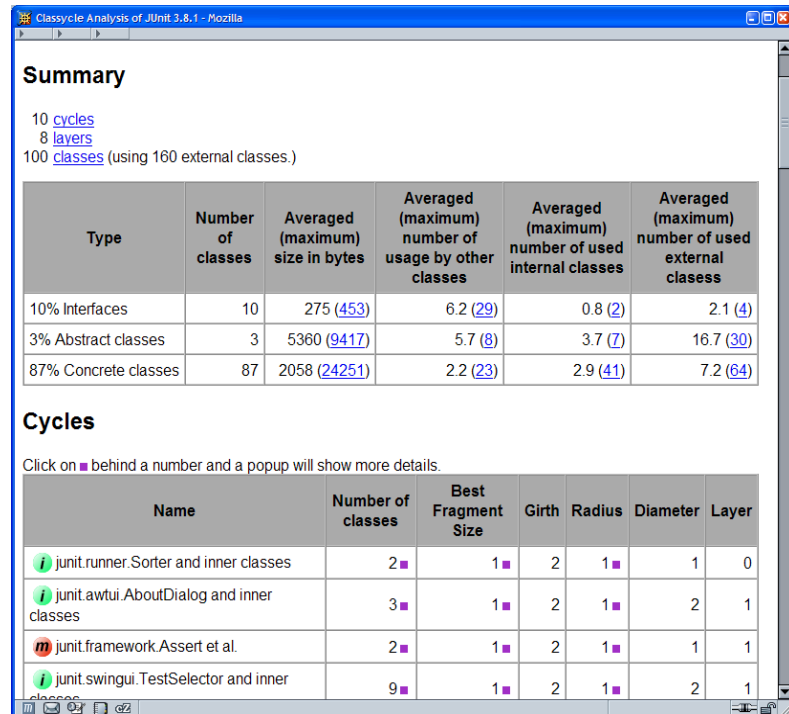 Classycle Analysis of JUnit 3.8.1 - Mozilla
Summary
10 cycles
8 layers
100 classes (using 160 external classes.)
Type
Number
of
classes
Averaged
(maximum)
size in bytes
Averaged
(maximum)
number of
usage by other
classes
Averaged
(maximum)
number of used
internal classes
Averaged
(maximum)
number of used
external
clasess
10% Interfaces 10 275 (453) 6.2 (29) 0.8 (2) 2.1 (4)
3% Abstract classes 3 5360 (9417) 5.7 (8) 3.7 (7) 16.7 (30)
87% Concrete classes 87 2058 (24251) 2.2 (23) 2.9 (41) 7.2 (64)
Cycles
Click on behind a number and a popup will show more details.
Name
Number of
classes
Best
Fragment
Size
Girth Radius Diameter Layer
i junit.runner.Sorter and inner classes 2 1 2 1 1 0
i junit.awtui.AboutDialog and inner
classes
3 1 2 1 2 1
m junit.framework.Assert et al. 2 1 2 1 1 1
i junit.swingui.TestSelector and inner
classes
9 1 2 1 2 1